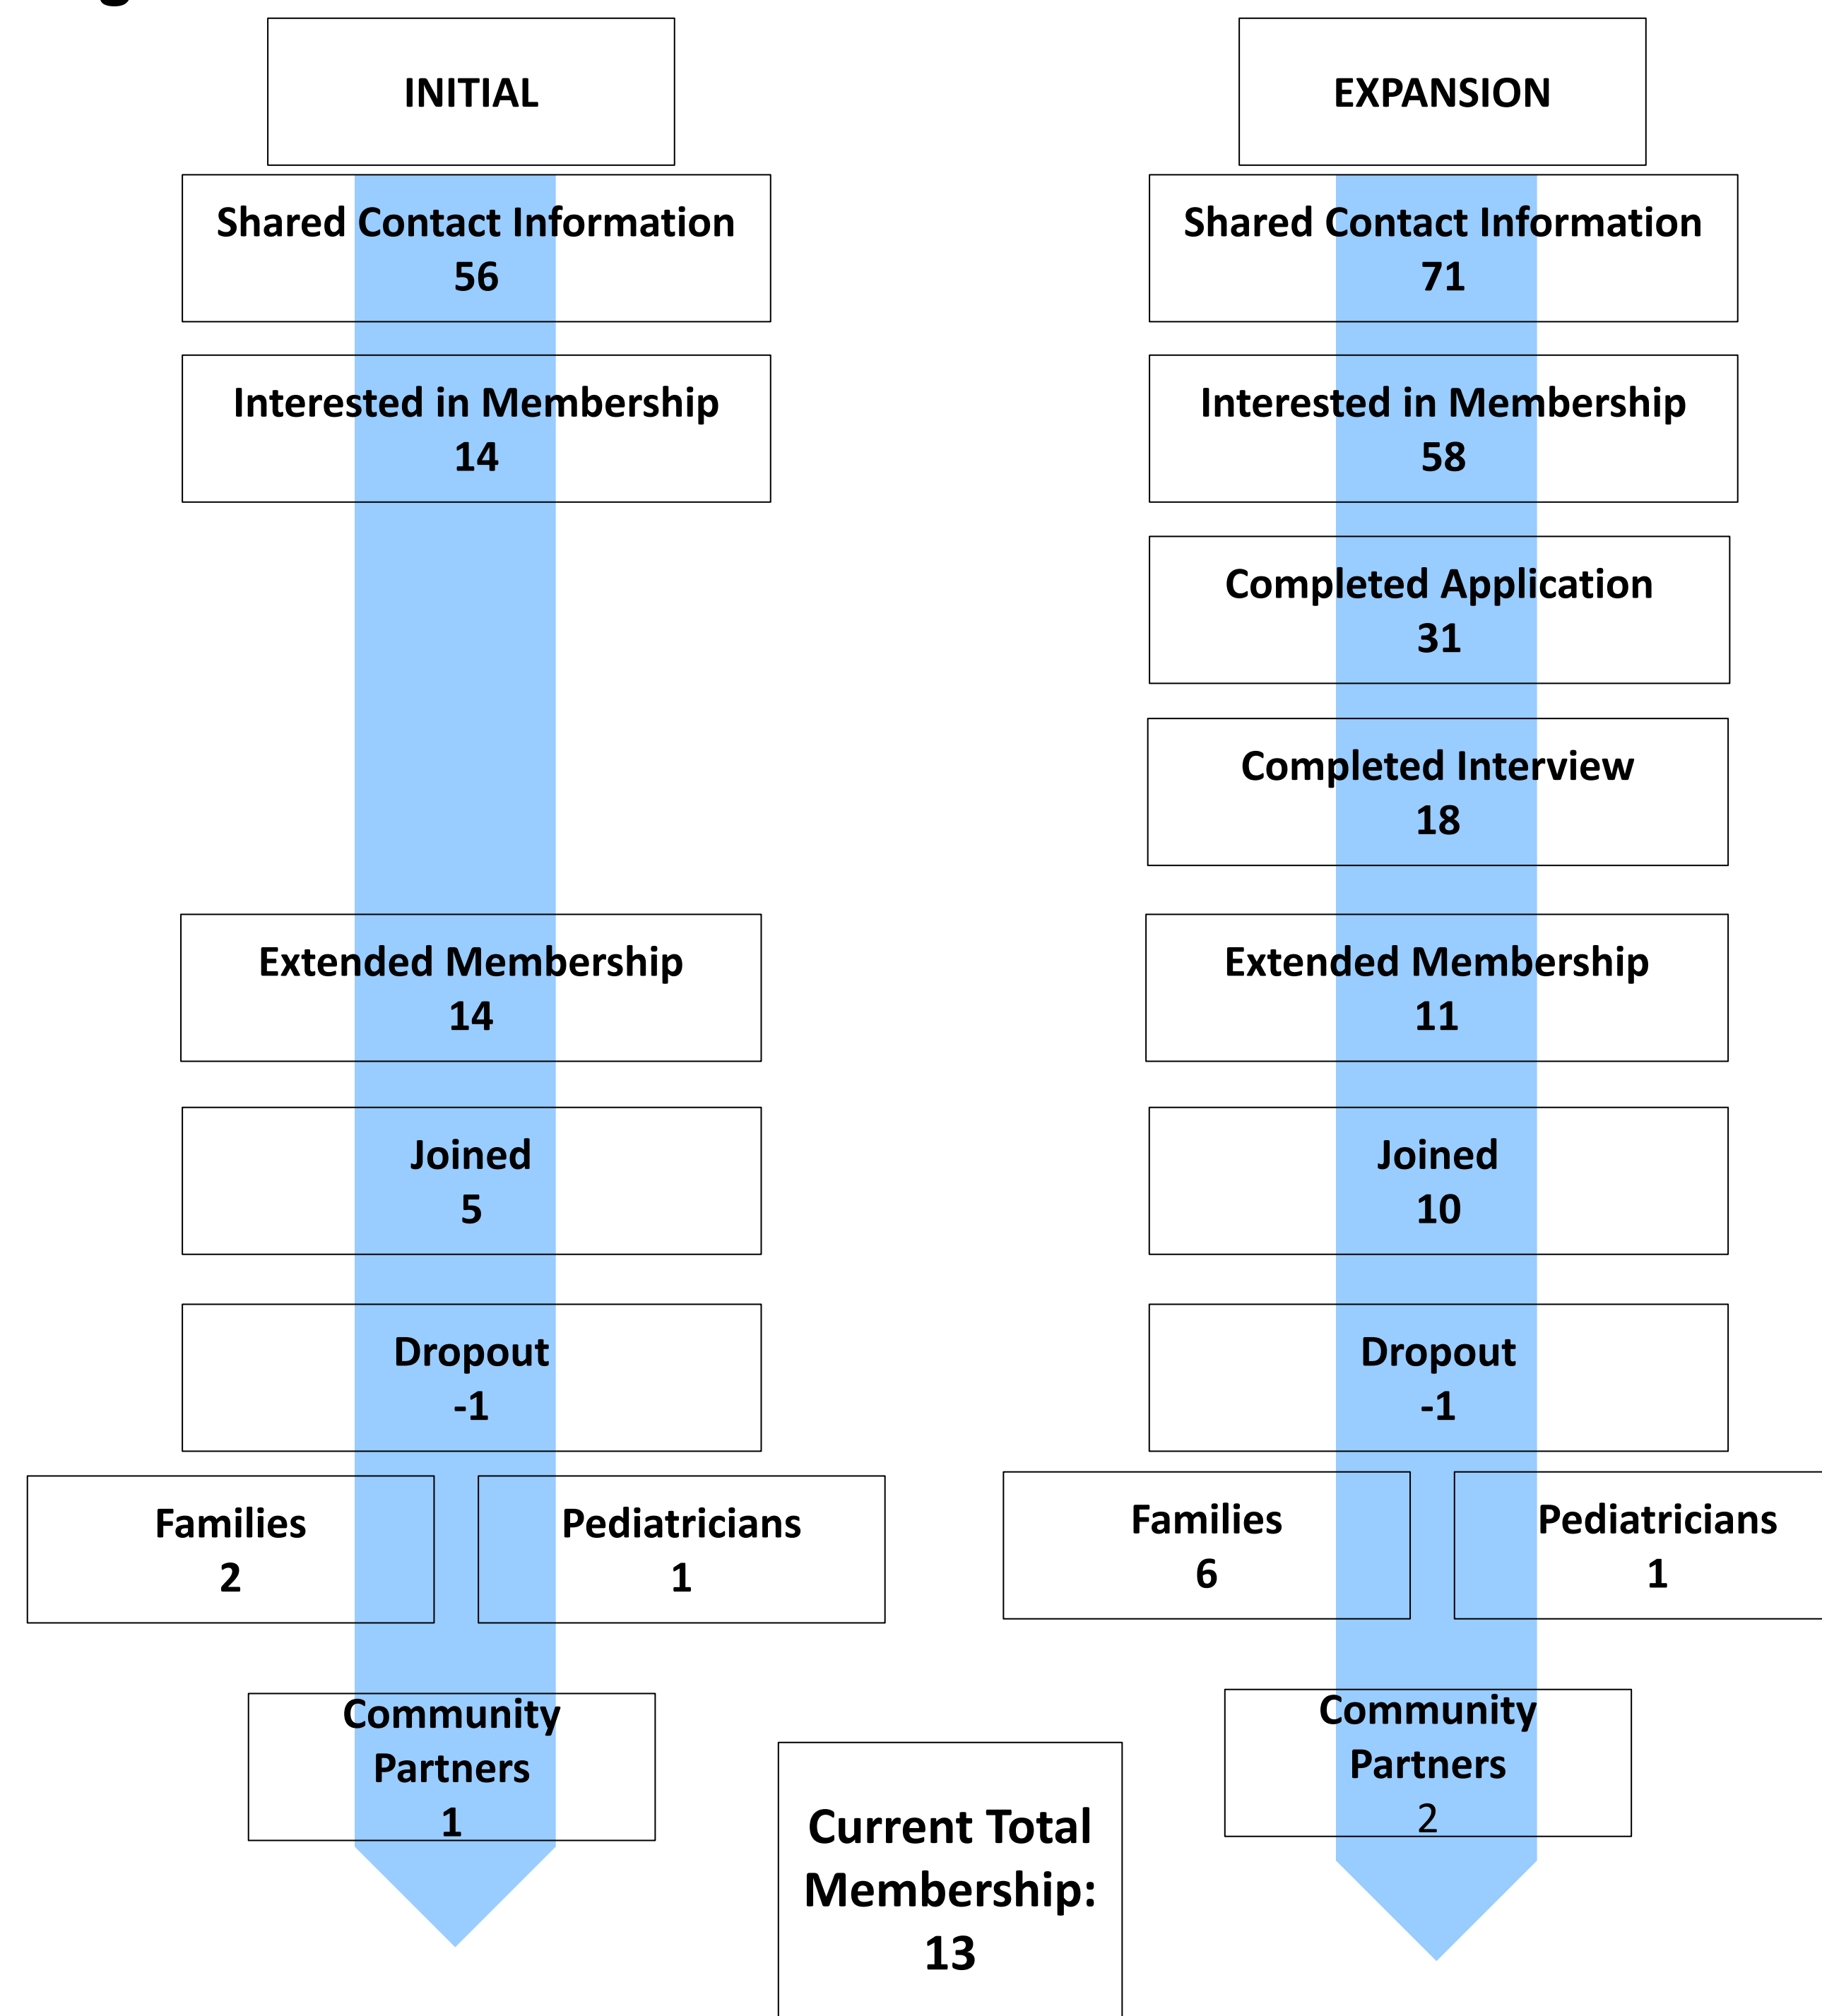 INITIAL
Shared Contact Information
56
Interested in Membership
14
Extended Membership
14
Joined
5
Dropout
-1
Families
2
Pediatricians
1
Community
Partners
1
EXPANSION
Shared Contact Information
71
Interested in Membership
58
Completed Application
31
Completed Interview
18
Extended Membership
11
Joined
10
Dropout
-1
Families
6
Pediatricians
1
Community
Partners
2
Current Total
Membership:
13